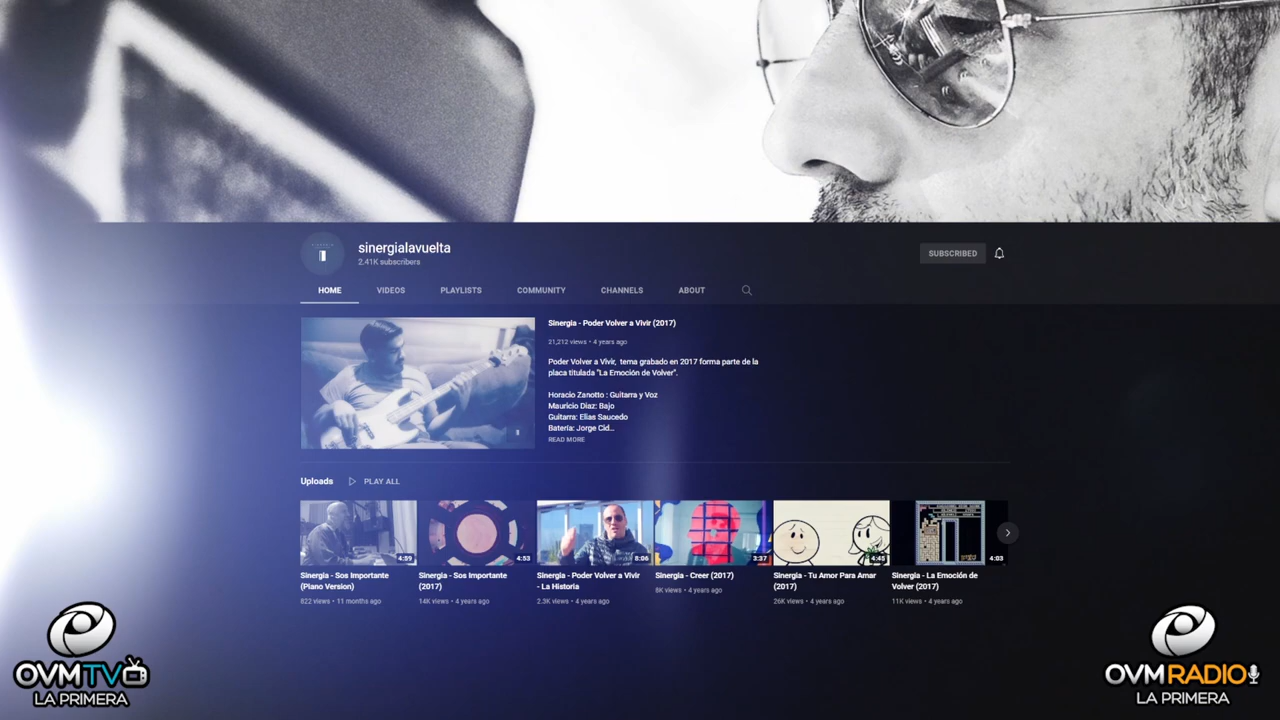 sinergialavuelta
2.41K subscribers
SUBSCRIBED
HOME VIDEOS PLAYLISTS COMMUNITY CHANNELS ABOUT
Sinergia - Poder Volver a Vivir (2017)
21,212 views • 4 years ago
Poder Volver a Vivir, tema grabado en 2017 forma parte de la
placa titulada "La Emoción de Volver".
Horacio Zanotto : Guitarra y Voz
Mauricio Diaz: Bajo
Guitarra: Elias Saucedo
Batería: Jorge Cid...
READ MORE
Uploads PLAY ALL
4:59
Sinergia - Sos Importante
(Piano Version)
822 views • 11 months ago
4:53
Sinergia - Sos Importante
(2017)
14K views • 4 years ago
8:06
Sinergia - Poder Volver a Vivir
- La Historia
2.3K views • 4 years ago
3:37
Sinergia - Creer (2017)
8K views • 4 years ago
4:45
Sinergia - Tu Amor Para Amar
(2017)
26K views • 4 years ago
4:03
Sinergia - La Emoción de
Volver (2017)
11K views • 4 years ago
OVMTV
LA PRIMERA
OVMRADIO
LA PRIMERA